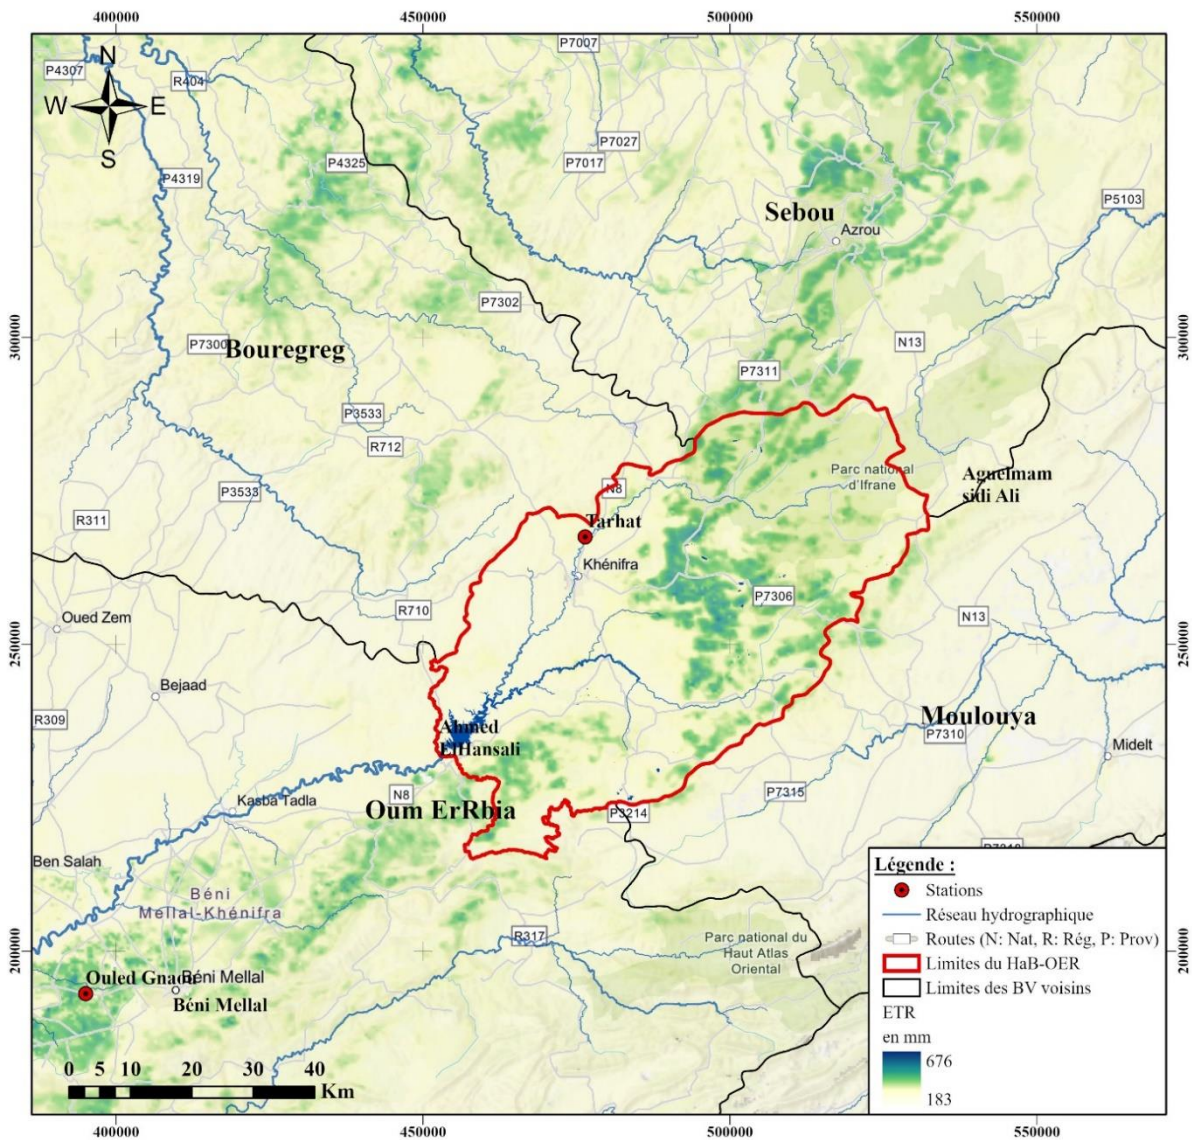 400000
450000
500000
550000
P7007
P4307
R404
N
W
E
S
P7027
P7017
P4325
P4319
P5103
Sebou
Azrou
P7302
300000
300000
P7300
Bouregreg
N13
P7311
P3533
R712
P3533
Parc national
d'Ifrane
Aguelmam
sidi Ali
R311
N8
Tarhat
Khénifra
P7306
R710
Oued Zem
N13
250000
250000
Bejaad
R309
Ahmed
ElHansali
Moulouya
P7310
Midelt
P7315
Kasba Tadla
N8
Oum ErRbia
P3214
Ben Salah
Béni
Mellal-Khénifra
R317
Parc national du
Haut Atlas
Oriental
200000
200000
Ouled Gnaou
Béni Mellal
Béni Mellal
0 5 10 20 30 40
Km
Légende :
Stations
Réseau hydrographique
Routes (N: Nat, R: Rég, P: Prov)
Limites du HaB-OER
Limites des BV voisins
ETR
en mm
676
183
400000
450000
500000
550000